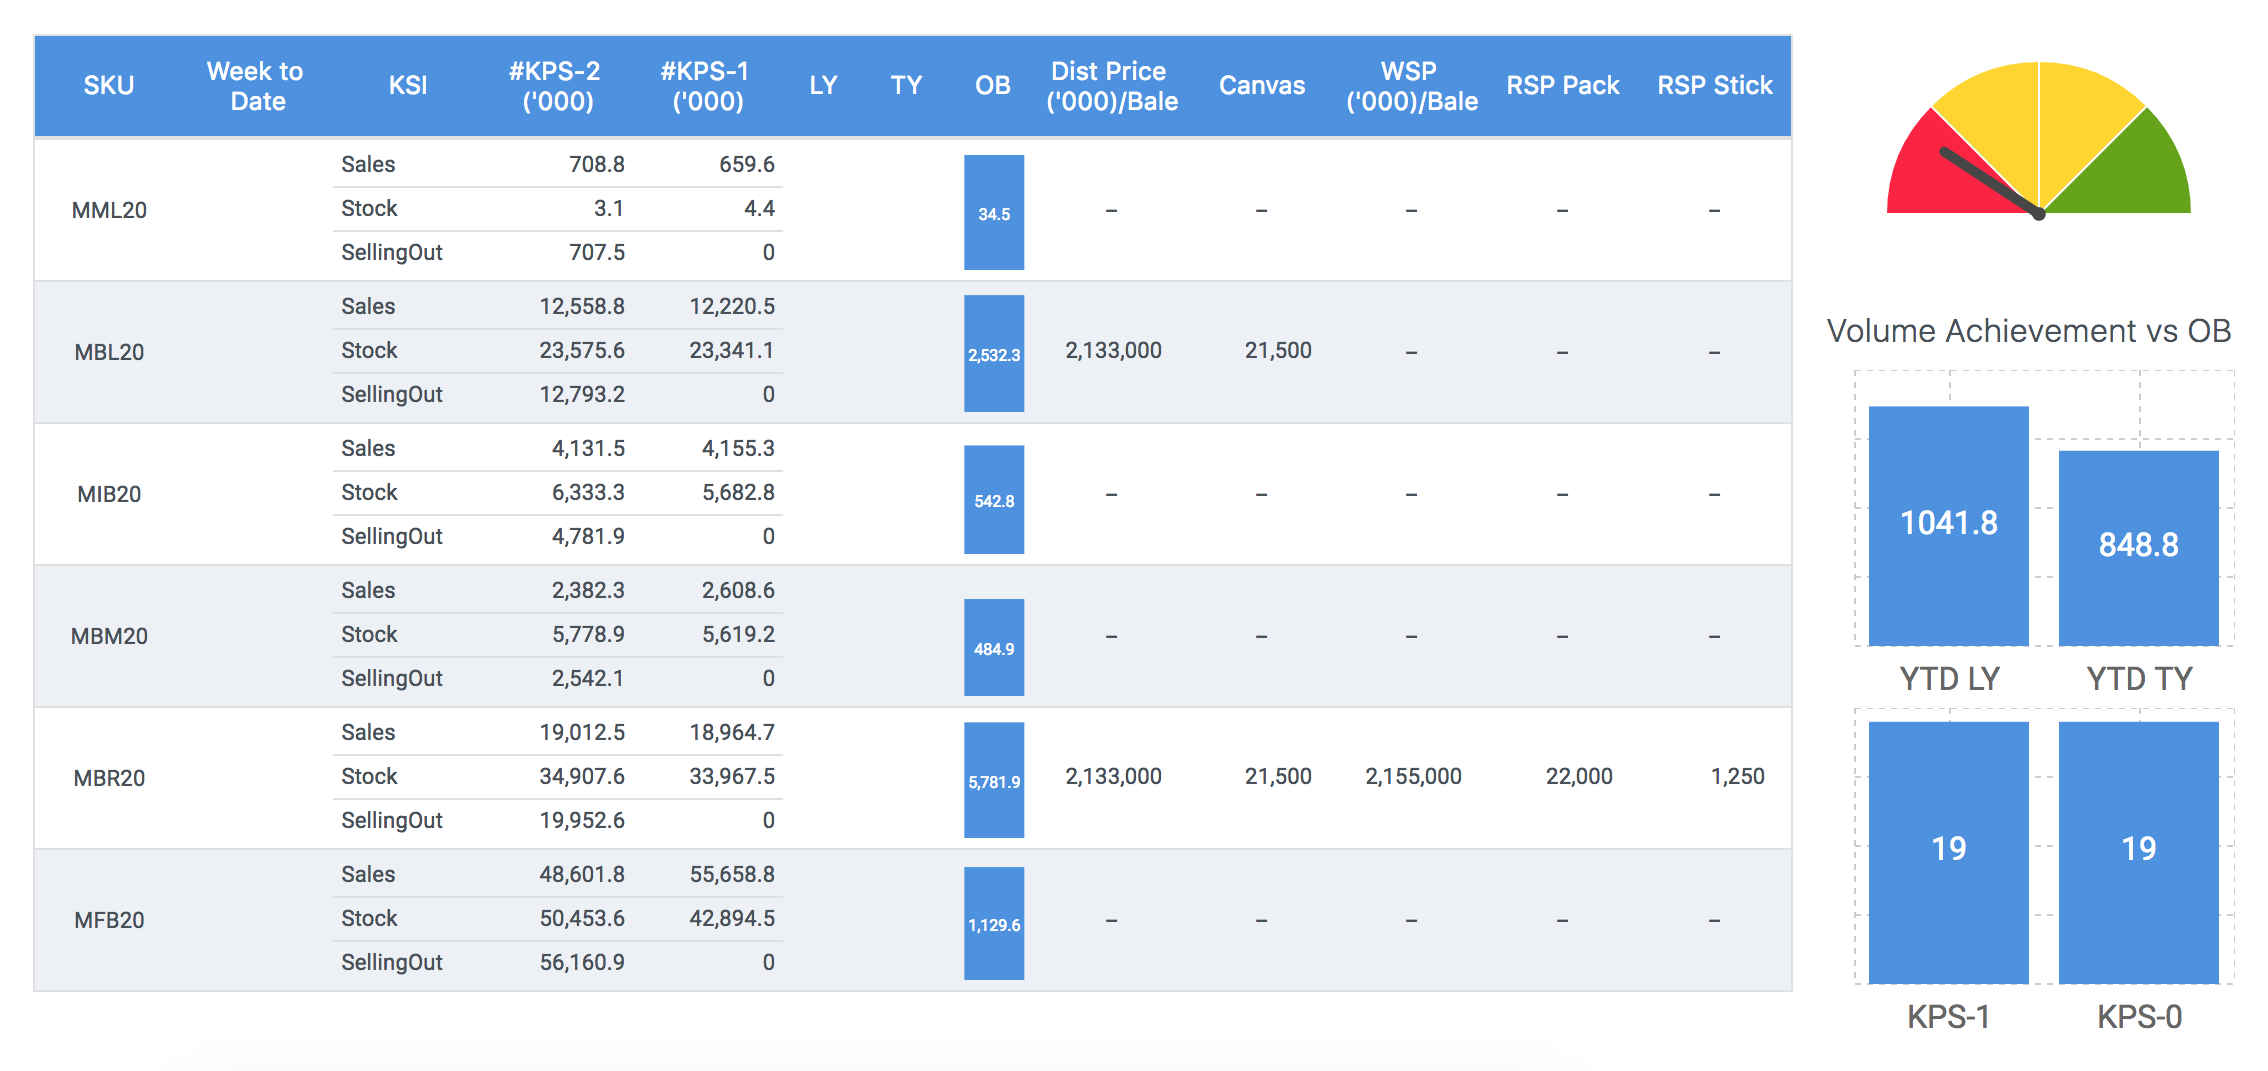 SKU Week to Date KSI #KPS-2 ('000) #KPS-1 ('000) LY TY OB Dist Price ('000)/Bale Canvas WSP ('000)/Bale RSP Pack RSP Stick
Sales 708.8 659.6
MML20 Stock 3.1 4.4 34.5 – – – – –
SellingOut 707.5 0
Sales 12,558.8 12,220.5
MBL20 Stock 23,575.6 23,341.1 2,532.3 2,133,000 21,500 – – –
SellingOut 12,793.2 0
Sales 4,131.5 4,155.3
MIB20 Stock 6,333.3 5,682.8 542.8 – – – – –
SellingOut 4,781.9 0
Sales 2,382.3 2,608.6
MBM20 Stock 5,778.9 5,619.2 484.9 – – – – –
SellingOut 2,542.1 0
Sales 19,012.5 18,964.7
MBR20 Stock 34,907.6 33,967.5 5,781.9 2,133,000 21,500 2,155,000 22,000 1,250
SellingOut 19,952.6 0
Sales 48,601.8 55,658.8
MFB20 Stock 50,453.6 42,894.5 1,129.6 – – – – –
SellingOut 56,160.9 0
Volume Achievement vs OB
1041.8 848.8
YTD LY YTD TY
19 19
KPS-1 KPS-0